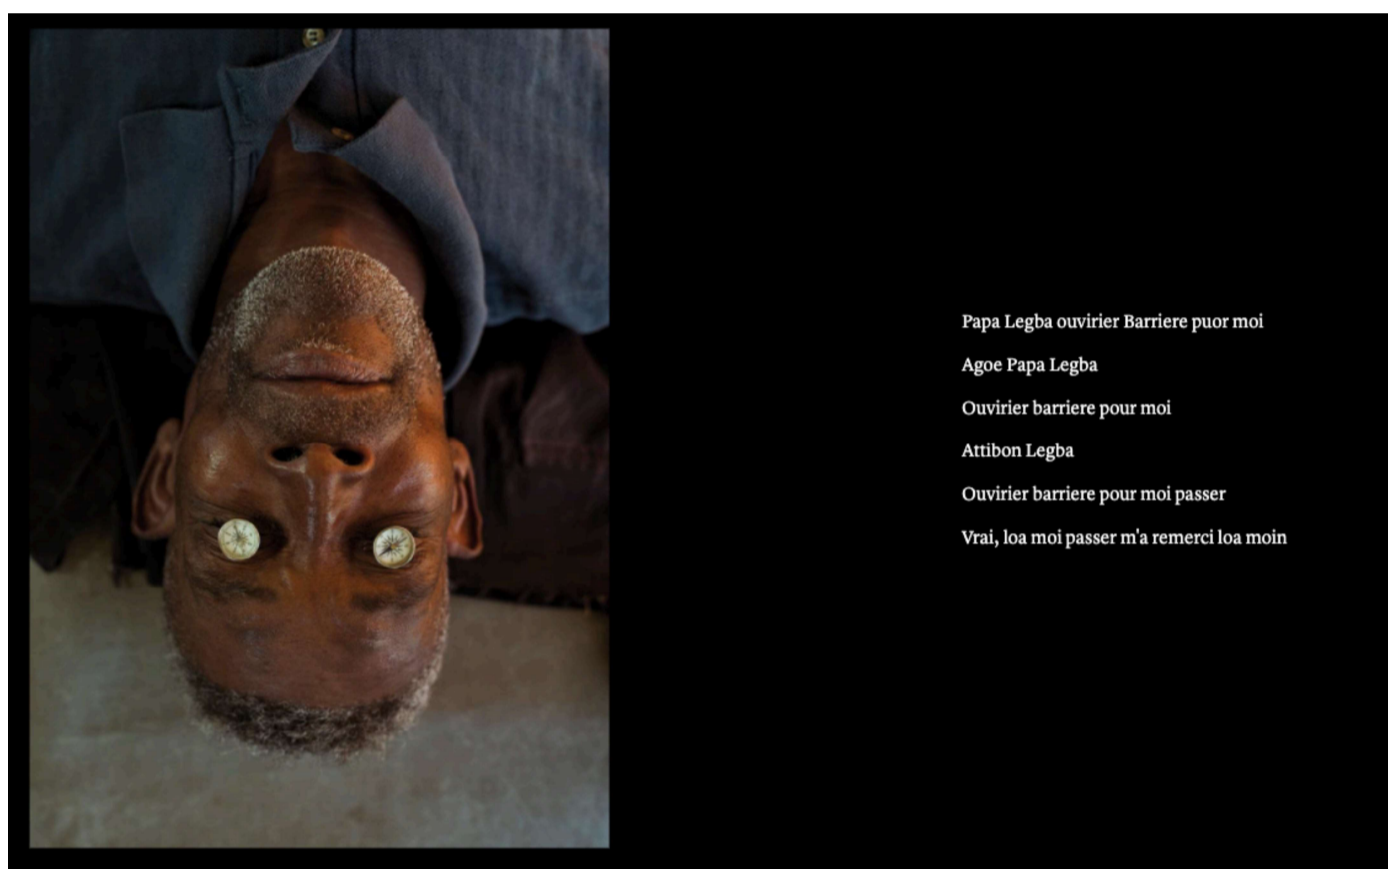 Papa Legba ouvirier Barriere puor moi
Agoe Papa Legba
Ouvirier barriere pour moi
Attibon Legba
Ouvirier barriere pour moi passer
Vrai, loa moi passer m'a remerci loa moin